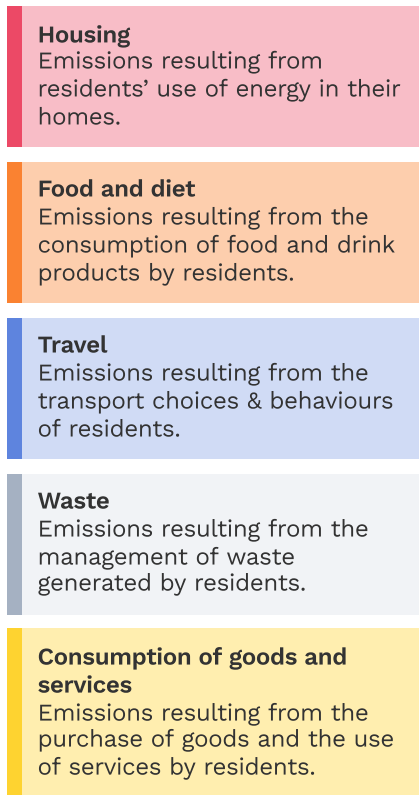 Housing
Emissions resulting from
residents’ use of energy in their
homes.
Food and diet
Emissions resulting from the
consumption of food and drink
products by residents.
Travel
Emissions resulting from the
transport choices & behaviours
of residents.
Waste
Emissions resulting from the
management of waste
generated by residents.
Consumption of goods and
services
Emissions resulting from the
purchase of goods and the use
of services by residents.